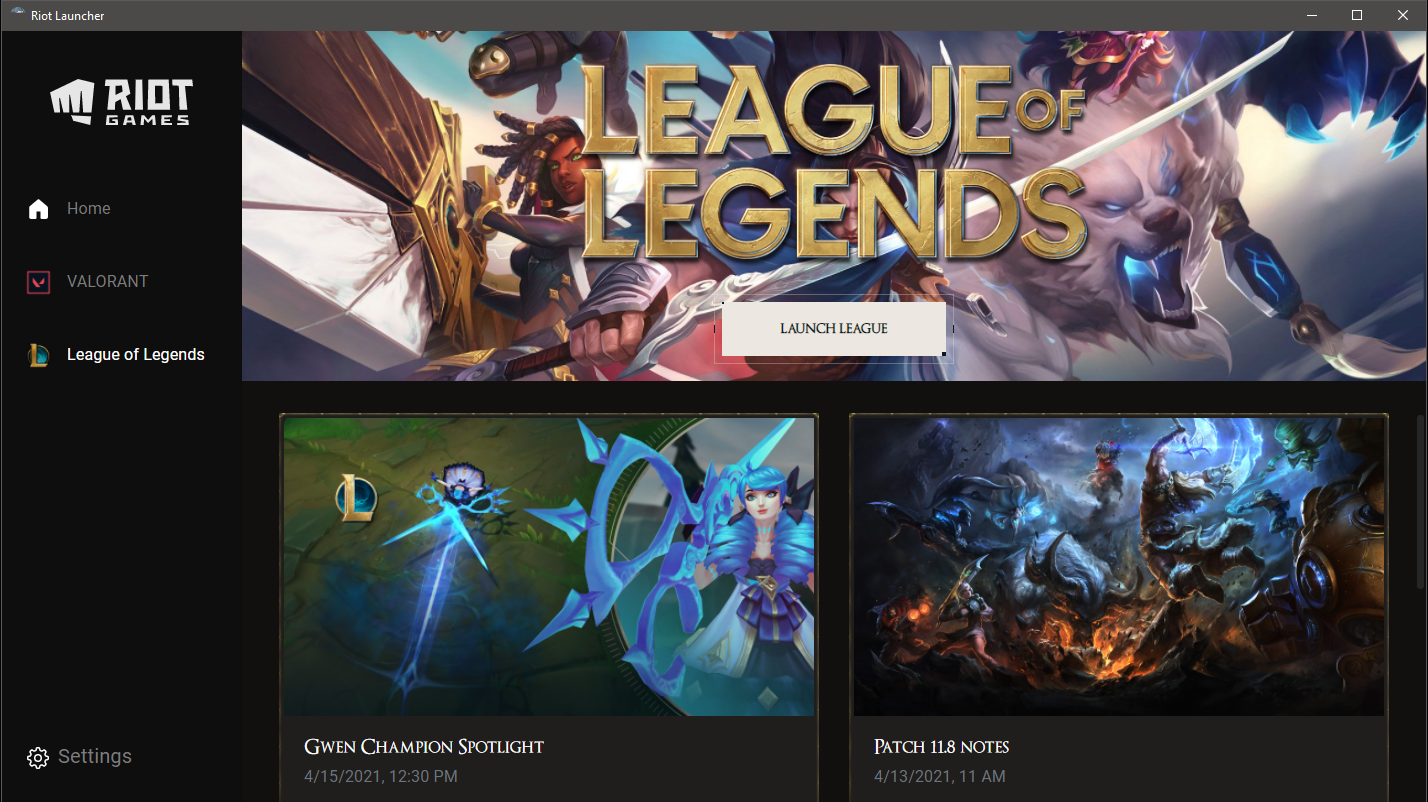 Riot Launcher
RIOT
GAMES
Home
VALORANT
League of Legends
Settings
LEAGUE OF
LEGENDS
LAUNCH LEAGUE
Gwen Champion Spotlight
4/15/2021, 12:30 PM
Patch 11.8 notes
4/13/2021, 11 AM